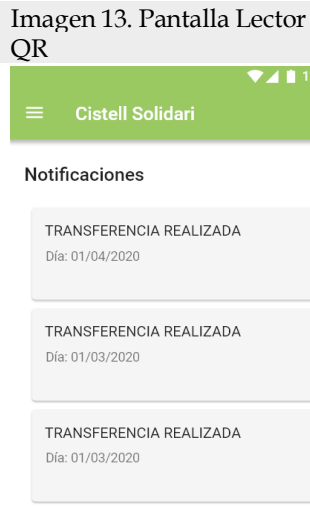 Imagen 13. Pantalla Lector
QR
Cistell Solidari
Notificaciones
TRANSFERENCIA REALIZADA
Día: 01/04/2020
TRANSFERENCIA REALIZADA
Día: 01/03/2020
TRANSFERENCIA REALIZADA
Día: 01/03/2020